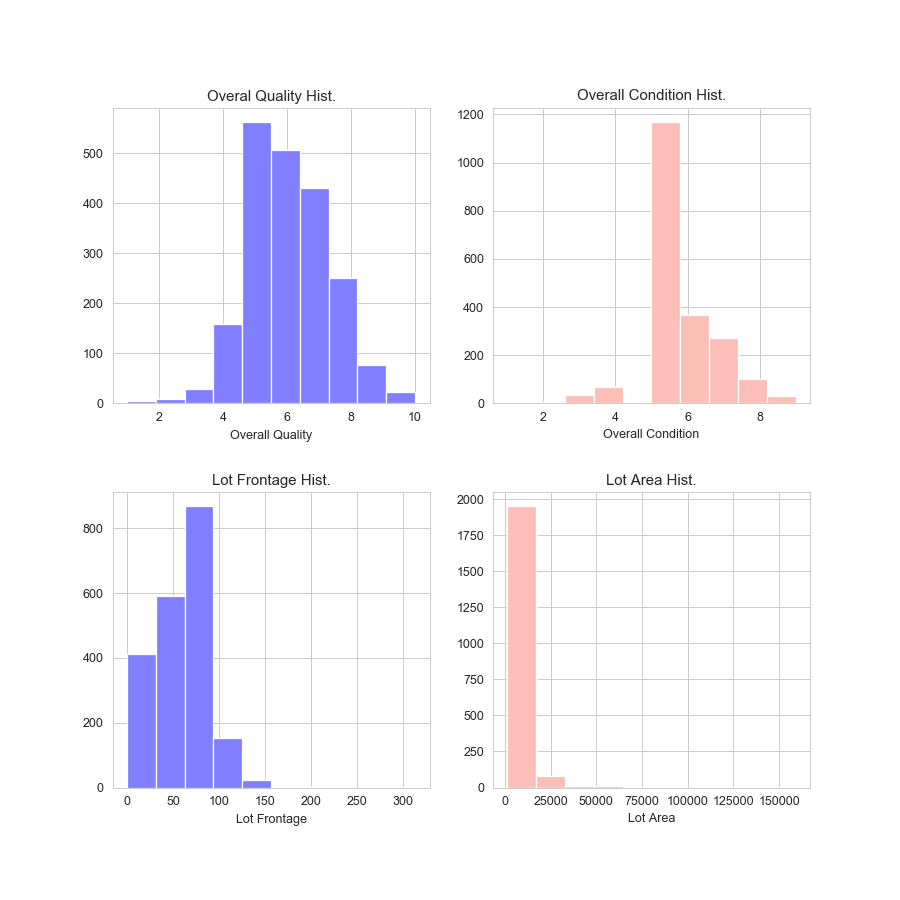 Overal Quality Hist.
500
400
300
200
100
0
2 4 6 8 10
Overall Quality
Overall Condition Hist.
1200
1000
800
600
400
200
0
2 4 6 8
Overall Condition
Lot Frontage Hist.
800
600
400
200
0
0 50 100 150 200 250 300
Lot Frontage
Lot Area Hist.
2000
1750
1500
1250
1000
750
500
250
0
0 25000 50000 75000 100000 125000 150000
Lot Area